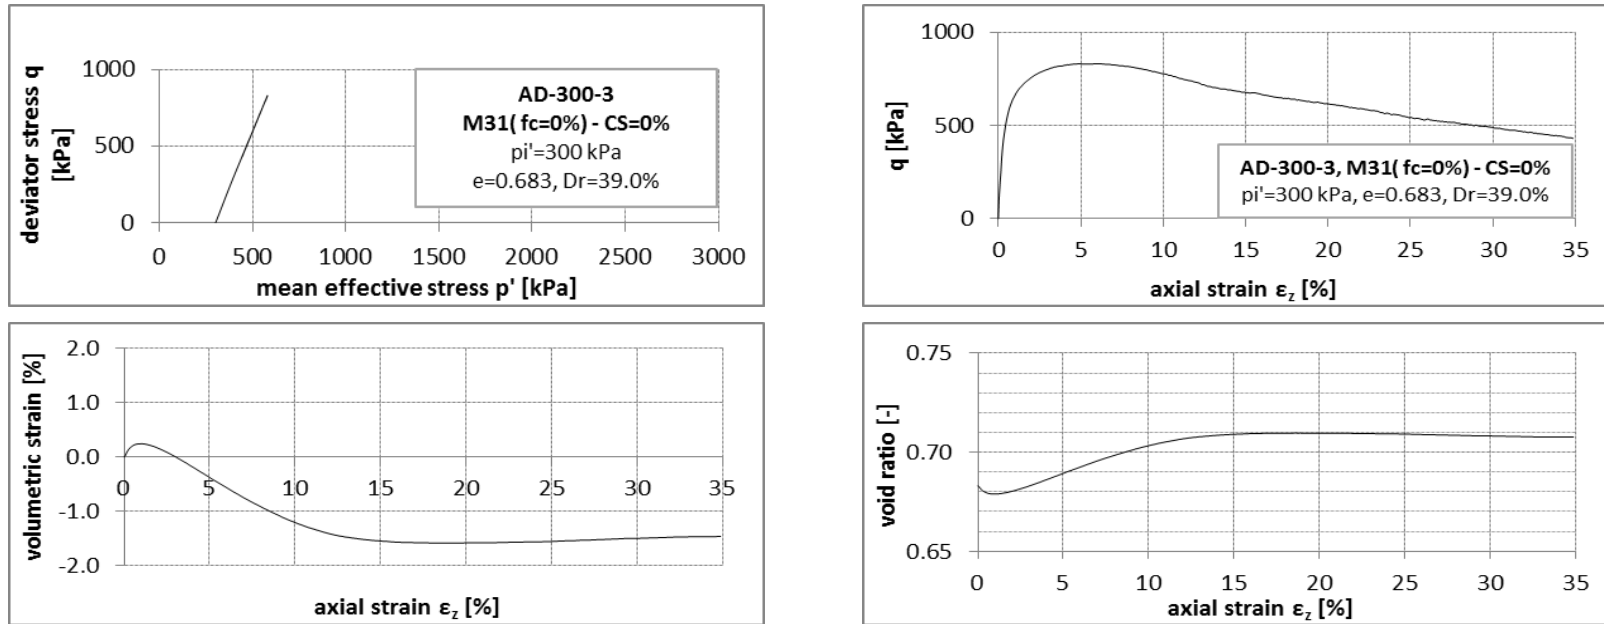 deviator stress q
[kPa]
1000
500
0
AD-300-3
M31( fc=0%) - CS=0%
pi'=300 kPa
e=0.683, Dr=39.0%
0 500 1000 1500 2000 2500 3000
mean effective stress p' [kPa]
q [kPa]
1000
500
0
AD-300-3, M31( fc=0%) - CS=0%
pi'=300 kPa, e=0.683, Dr=39.0%
0 5 10 15 20 25 30 35
axial strain εz [%]
volumetric strain [%]
2.0
1.0
0.0
0 5 10 15 20 25 30 35
-1.0
-2.0
axial strain εz [%]
void ratio [-]
0.75
0.70
0.65
0 5 10 15 20 25 30 35
axial strain εz [%]